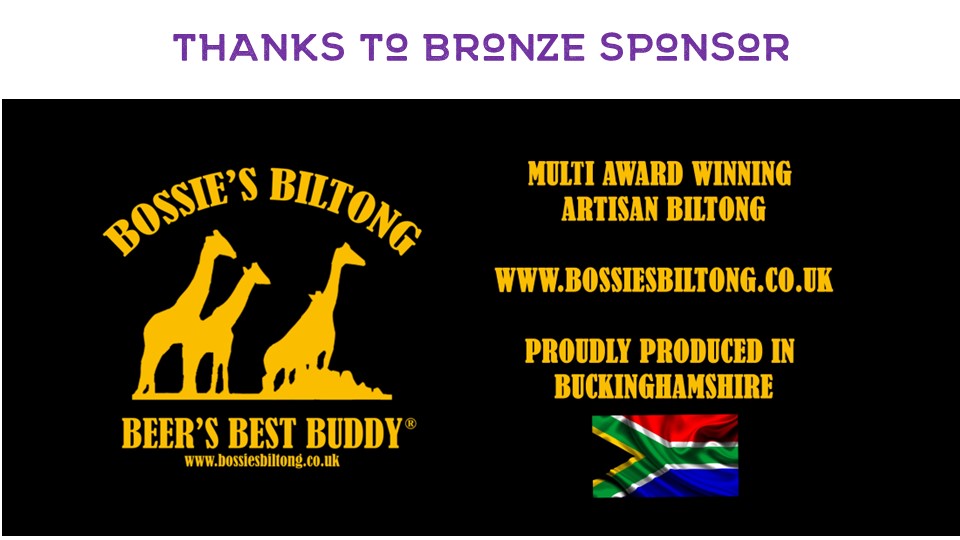 THANKS TO BRONZE SPONSOR
BOSSIE'S BILTONG
BEER'S BEST BUDDY®
www.bossiesbiltong.co.uk
MULTI AWARD WINNING
ARTISAN BILTONG
WWW.BOSSIESBILTONG.CO.UK
PROUDLY PRODUCED IN
BUCKINGHAMSHIRE